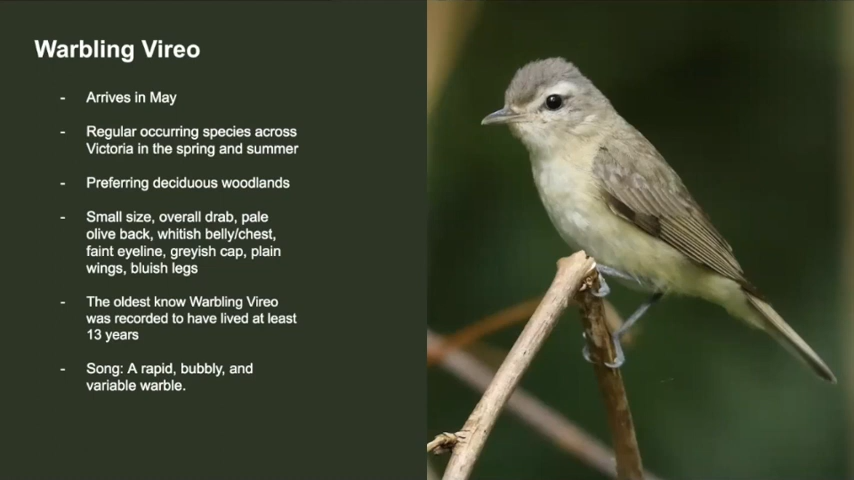 Warbling Vireo
- Arrives in May
- Regular occurring species across
Victoria in the spring and summer
- Preferring deciduous woodlands
- Small size, overall drab, pale
olive back, whitish belly/chest,
faint eyeline, greyish cap, plain
wings, bluish legs
- The oldest know Warbling Vireo
was recorded to have lived at least
13 years
- Song: A rapid, bubbly, and
variable warble.